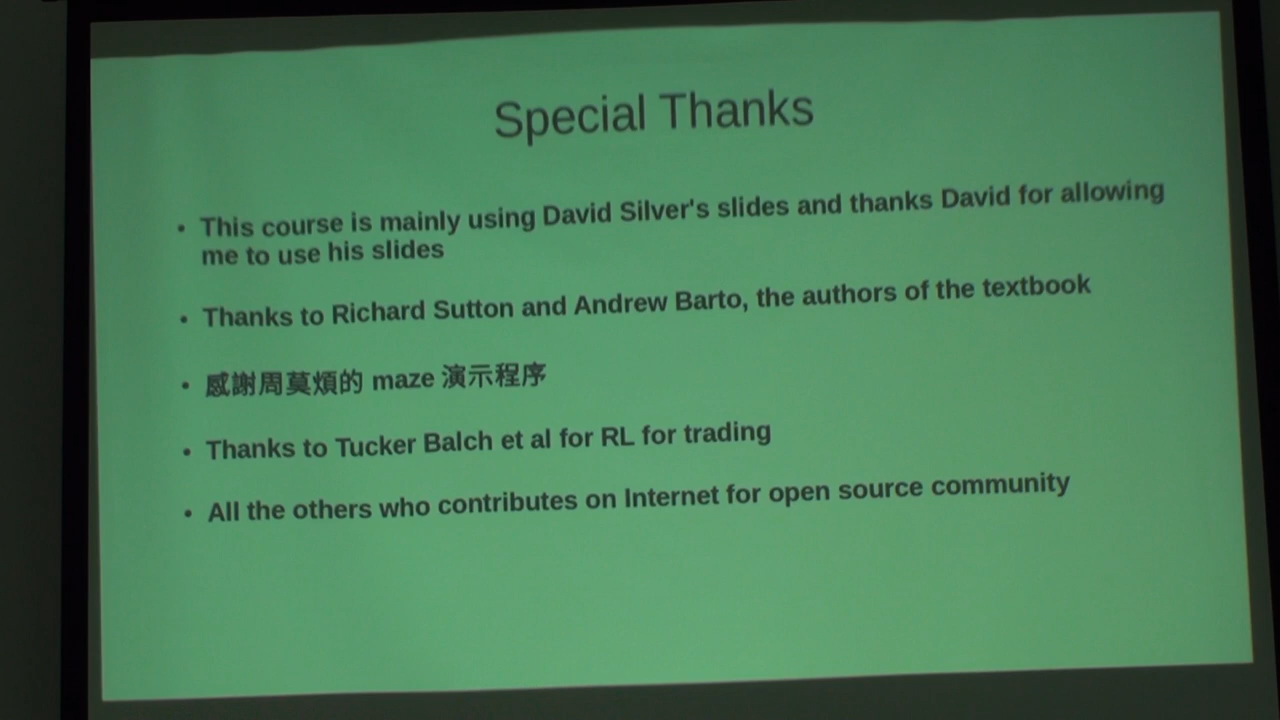 Special Thanks
• This course is mainly using David Silver's slides and thanks David for allowing
me to use his slides
• Thanks to Richard Sutton and Andrew Barto, the authors of the textbook
• 感謝周莫煩的 maze 演示程序
• Thanks to Tucker Balch et al for RL for trading
• All the others who contributes on Internet for open source community